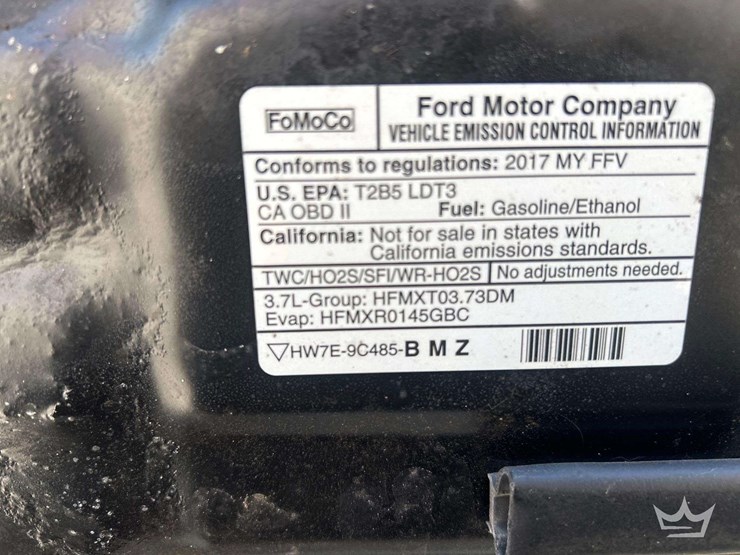 FoMoCo
Ford Motor Company
VEHICLE EMISSION CONTROL INFORMATION
Conforms to regulations: 2017 MY FFV
U.S. EPA: T2B5 LDT3
CA OBD II Fuel: Gasoline/Ethanol
California: Not for sale in states with
California emissions standards.
TWC/HO2S/SFI/WR-HO2S No adjustments needed.
3.7L-Group: HFMXT03.73DM
Evap: HFMXR0145GBC
HW7E-9C485-B M Z